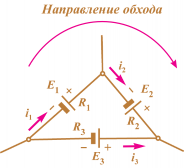 Направление обхода
i₂
E₁ × E₂
i₁ - R₁ - ×
R₂
R₃
- × i₃
E₃